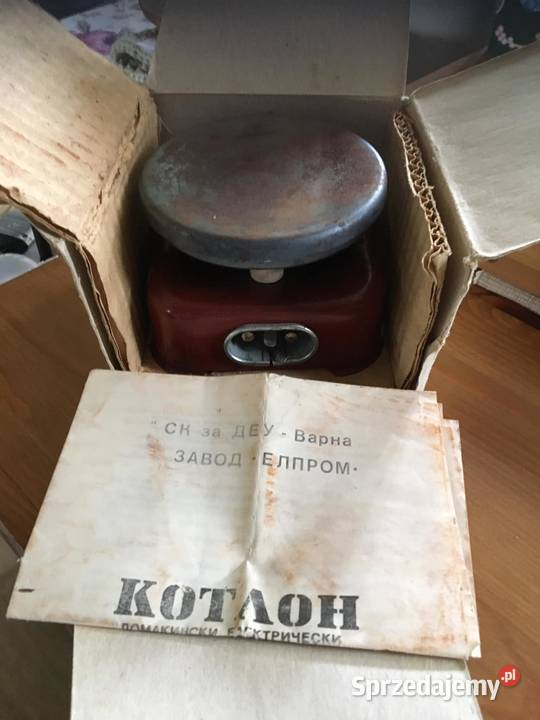 "СК за ДЕУ - Варна
ЗАВОД "ЕЛПРОМ"
КОТЛОН
ДОМАКИНСКИ ЕЛЕКТРИЧЕСКИ
Sprzedajemy.pl